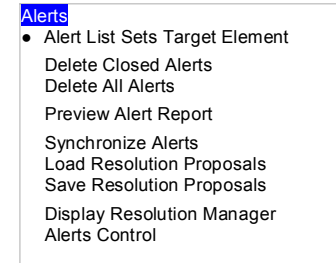 Alerts
● Alert List Sets Target Element
Delete Closed Alerts
Delete All Alerts
Preview Alert Report
Synchronize Alerts
Load Resolution Proposals
Save Resolution Proposals
Display Resolution Manager
Alerts Control